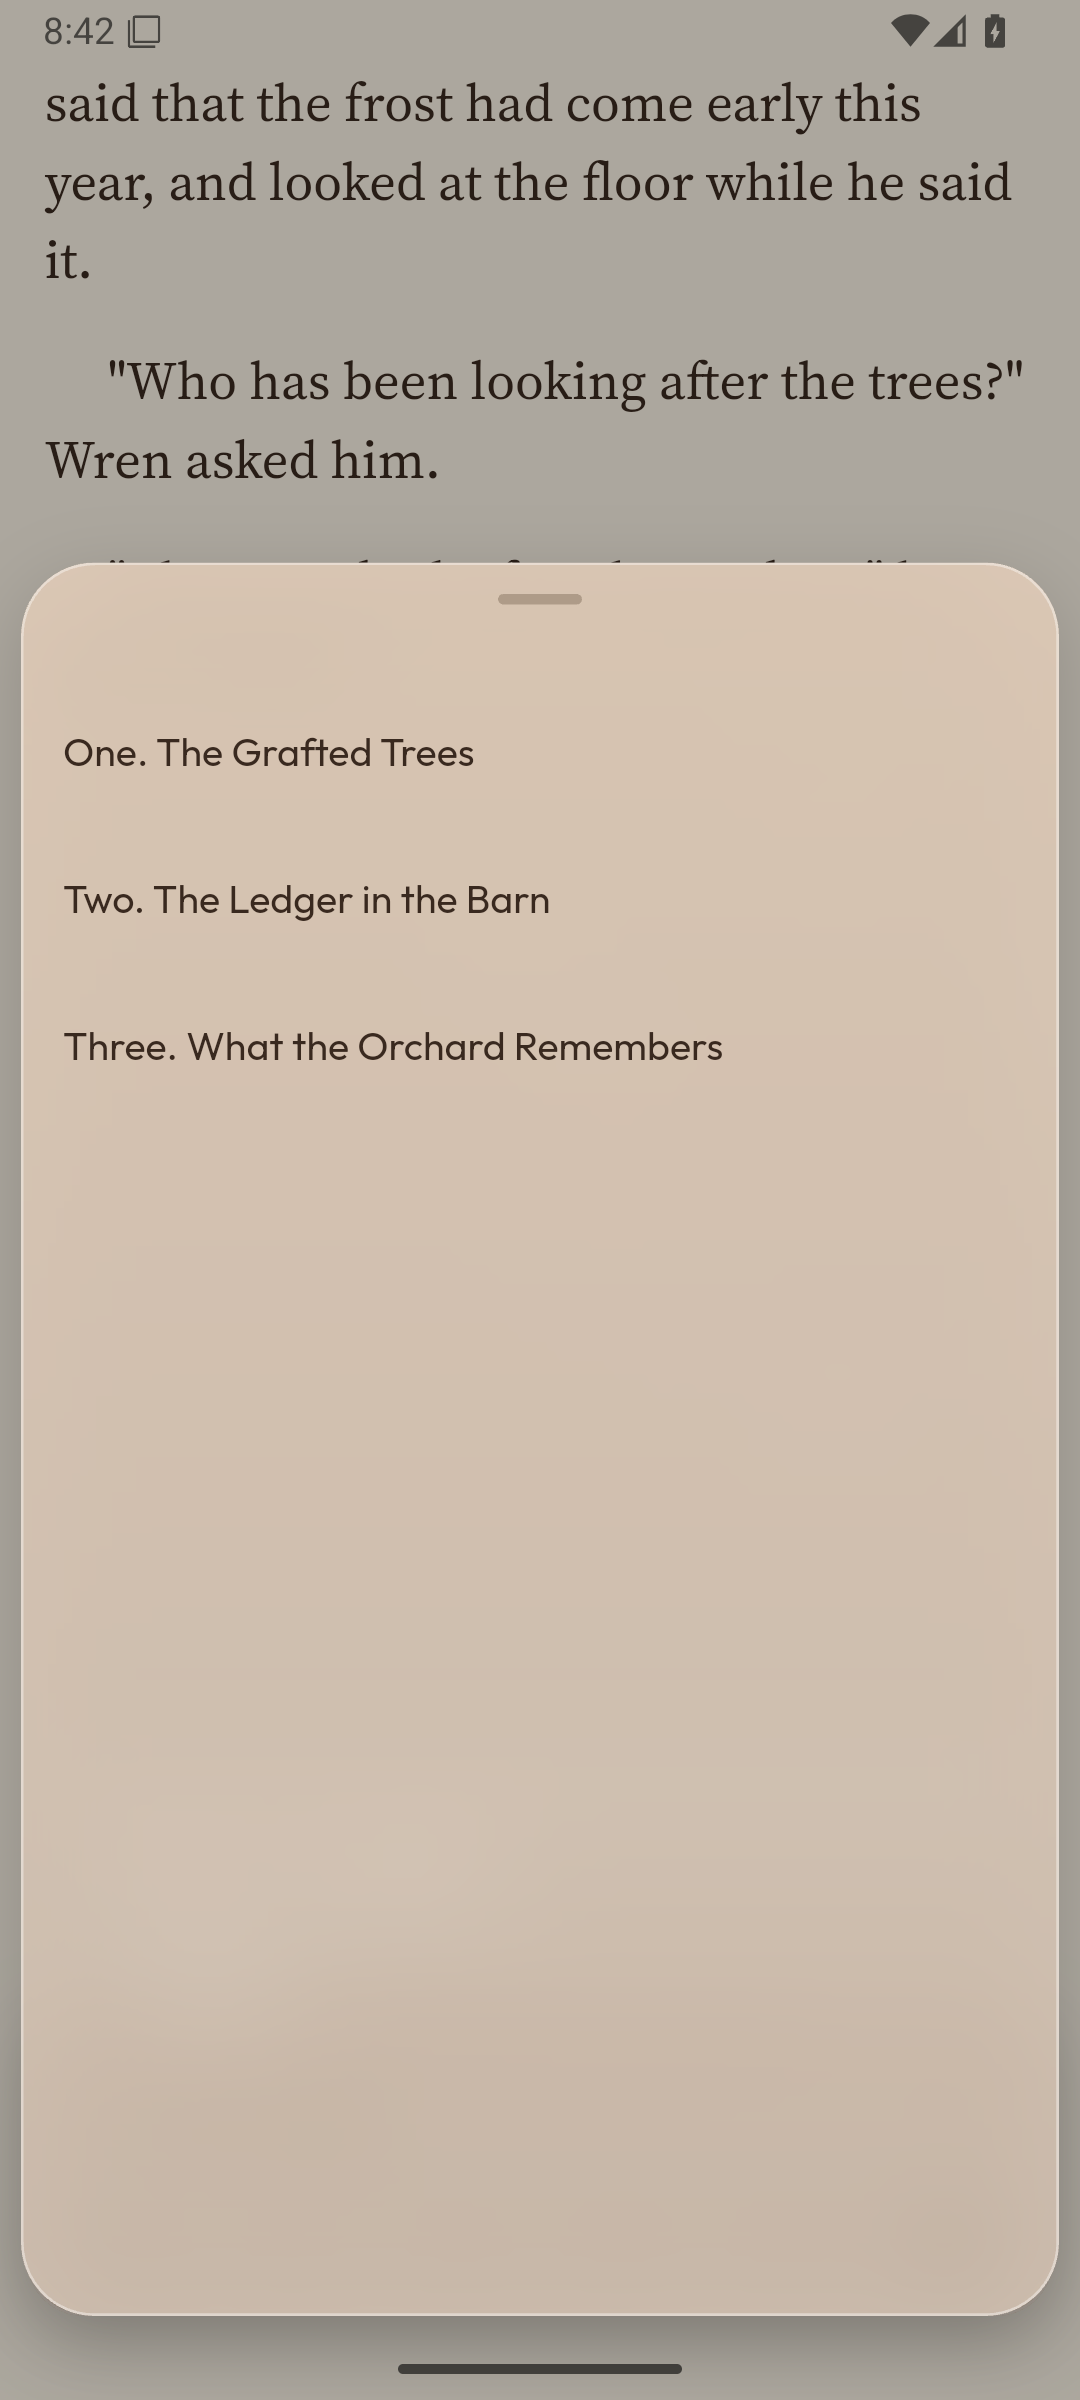 8:42
said that the frost had come early this
year, and looked at the floor while he said
it.
"Who has been looking after the trees?"
Wren asked him.
One. The Grafted Trees
Two. The Ledger in the Barn
Three. What the Orchard Remembers